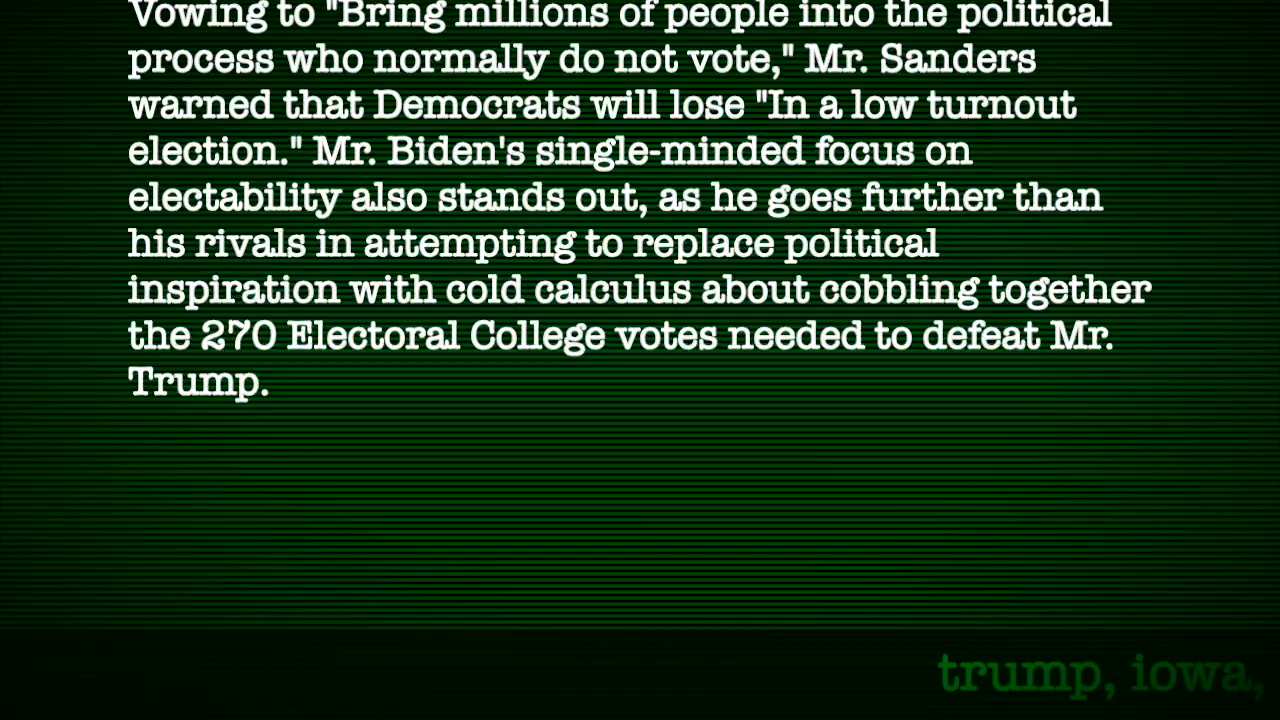 Vowing to "Bring millions of people into the political
process who normally do not vote," Mr. Sanders
warned that Democrats will lose "In a low turnout
election." Mr. Biden's single-minded focus on
electability also stands out, as he goes further than
his rivals in attempting to replace political
inspiration with cold calculus about cobbling together
the 270 Electoral College votes needed to defeat Mr.
Trump.
trump, iowa,